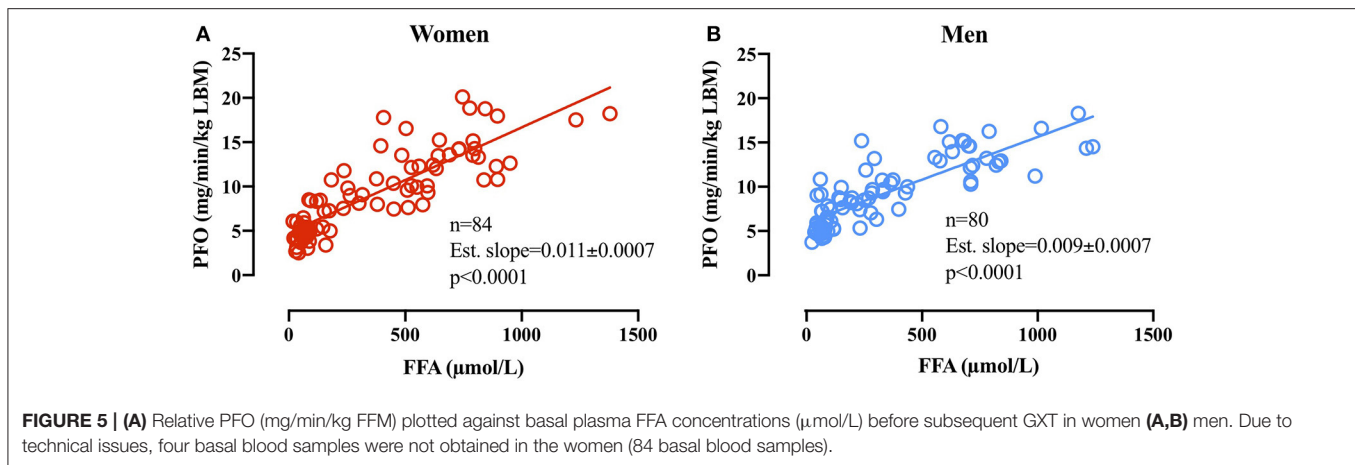 A
Women
25
20
15
10
5
0
PFO (mg/min/kg LBM)
n=84
Est. slope=0.011±0.0007
p<0.0001
0
500
1000
1500
FFA (µmol/L)
B
Men
25
20
15
10
5
0
PFO (mg/min/kg LBM)
n=80
Est. slope=0.009±0.0007
p<0.0001
0
500
1000
1500
FFA (µmol/L)
FIGURE 5 | (A) Relative PFO (mg/min/kg FFM) plotted against basal plasma FFA concentrations (µmol/L) before subsequent GXT in women (A,B) men. Due to
technical issues, four basal blood samples were not obtained in the women (84 basal blood samples).